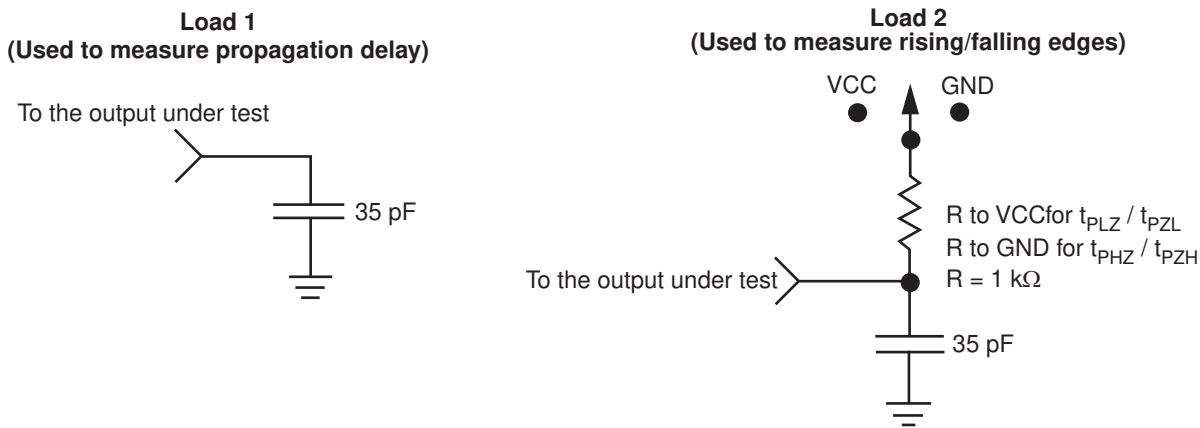 Load 1
(Used to measure propagation delay)
To the output under test
35 pF
Load 2
(Used to measure rising/falling edges)
VCC
GND
R to VCCfor tPLZ / tPZL
R to GND for tPHZ / tPZH
R = 1 kΩ
To the output under test
35 pF